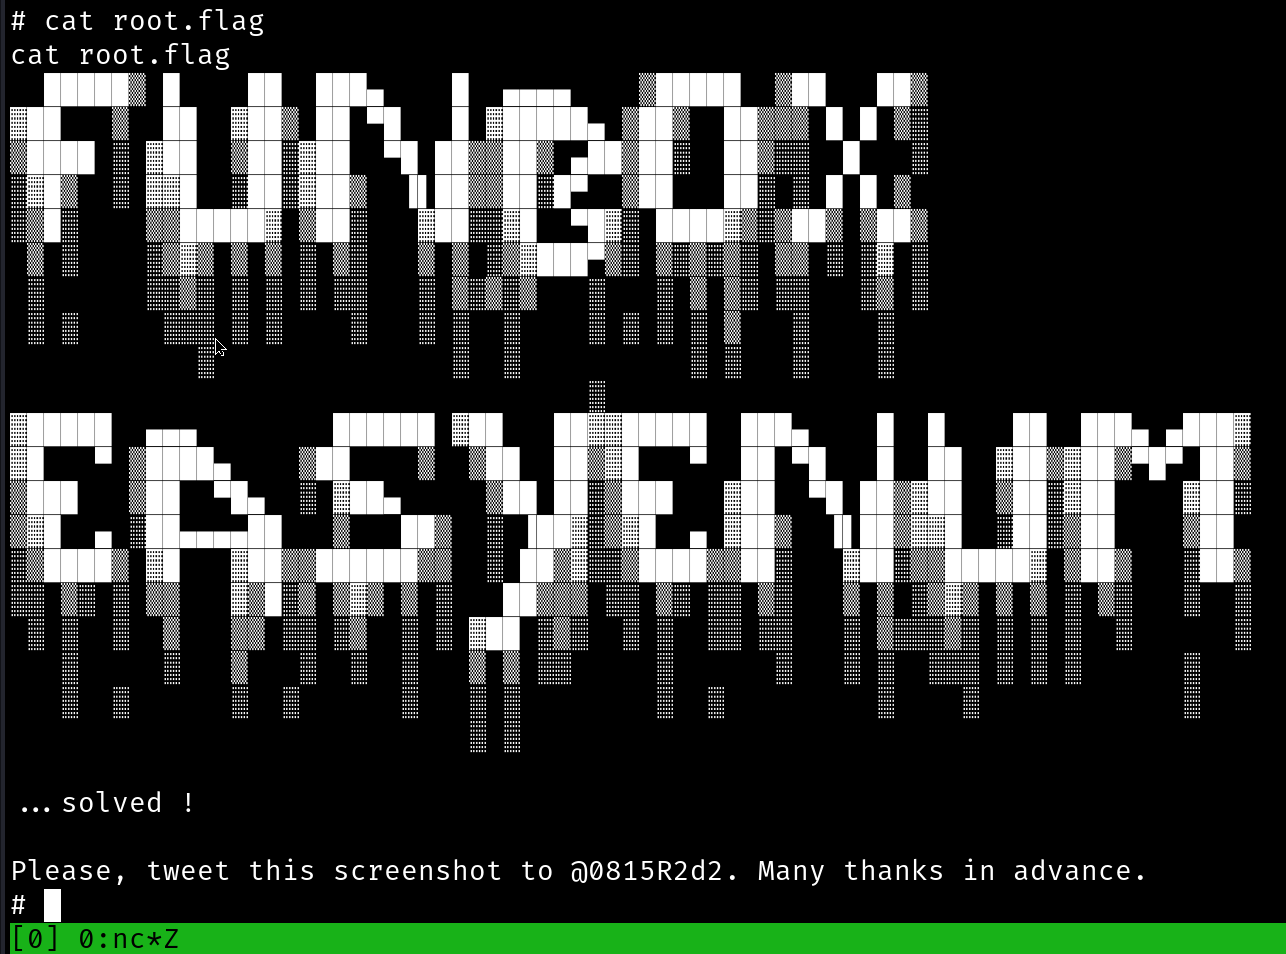 # cat root.flag
cat root.flag
FUNBOX
EASYENUM
...solved !
Please, tweet this screenshot to @0815R2d2. Many thanks in advance.
#
[0] 0:nc*Z